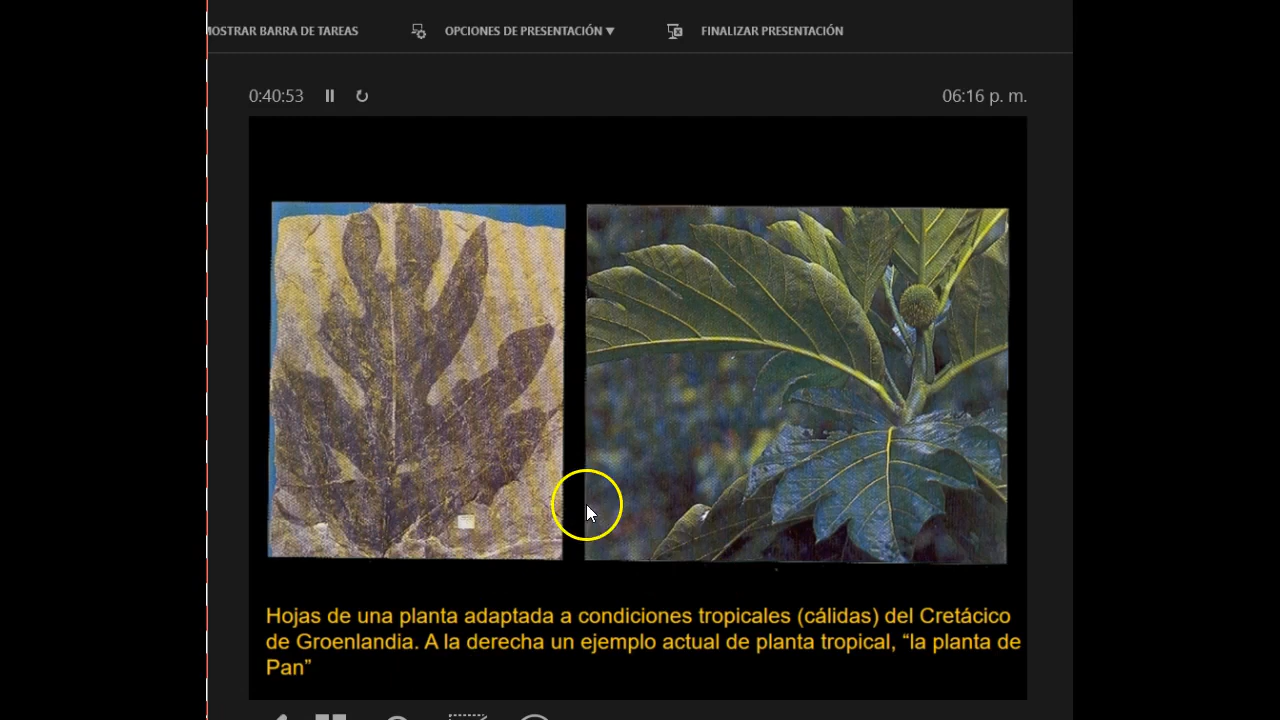 MOSTRAR BARRA DE TAREAS OPCIONES DE PRESENTACIÓN ▼ FINALIZAR PRESENTACIÓN
0:40:53 06:16 p. m.
Hojas de una planta adaptada a condiciones tropicales (cálidas) del Cretácico
de Groenlandia. A la derecha un ejemplo actual de planta tropical, “la planta de
Pan”